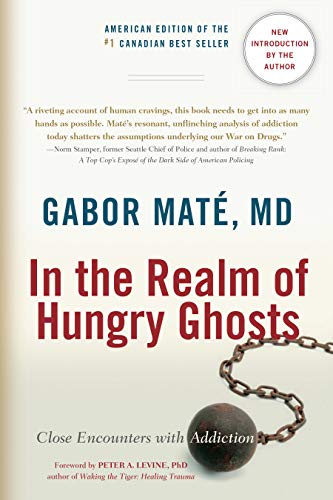 AMERICAN EDITION OF THE
#1 CANADIAN BEST SELLER
NEW
INTRODUCTION
BY THE
AUTHOR
“A riveting account of human cravings, this book needs to get into as many
hands as possible. Maté’s resonant, unflinching analysis of addiction
today shatters the assumptions underlying our War on Drugs.”
—Norm Stamper, former Seattle Chief of Police and author of Breaking Rank:
A Top Cop’s Exposé of the Dark Side of American Policing
GABOR MATÉ, MD
In the Realm of
Hungry Ghosts
Close Encounters with Addiction
Foreword by PETER A. LEVINE, PhD
author of Waking the Tiger: Healing Trauma